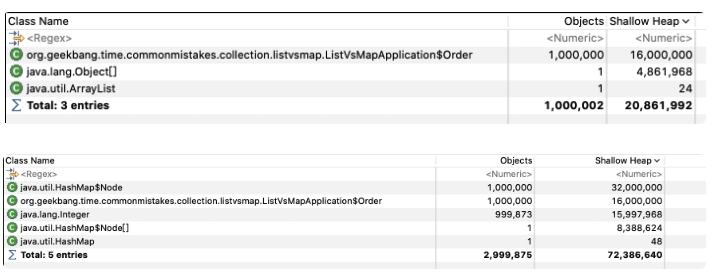 Class Name Objects Shallow Heap
<Regex> <Numeric> <Numeric>
org.geekbang.time.commonmistakes.collection.listvsmap.ListVsMapApplication$Order 1,000,000 16,000,000
java.lang.Object[] 1 4,861,968
java.util.ArrayList 1 24
Total: 3 entries 1,000,002 20,861,992
Class Name Objects Shallow Heap
<Regex> <Numeric> <Numeric>
java.util.HashMap$Node 1,000,000 32,000,000
org.geekbang.time.commonmistakes.collection.listvsmap.ListVsMapApplication$Order 1,000,000 16,000,000
java.lang.Integer 999,873 15,997,968
java.util.HashMap$Node[] 1 8,388,624
java.util.HashMap 1 48
Total: 5 entries 2,999,875 72,386,640